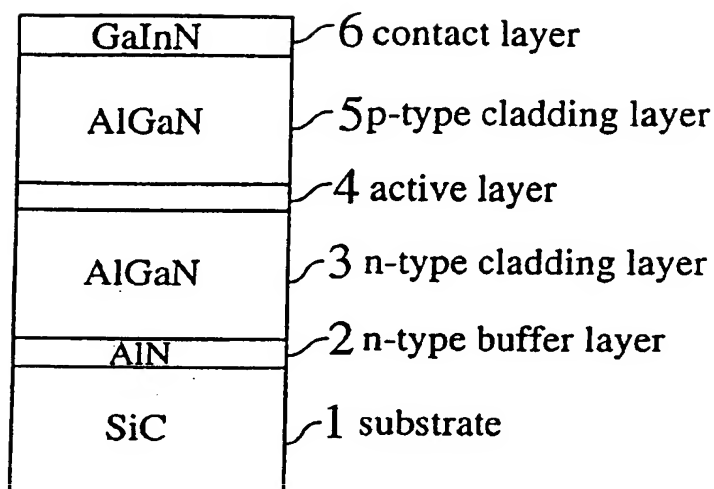 GaInN 6 contact layer
AlGaN 5p-type cladding layer
4 active layer
AlGaN 3 n-type cladding layer
AlN 2 n-type buffer layer
SiC 1 substrate